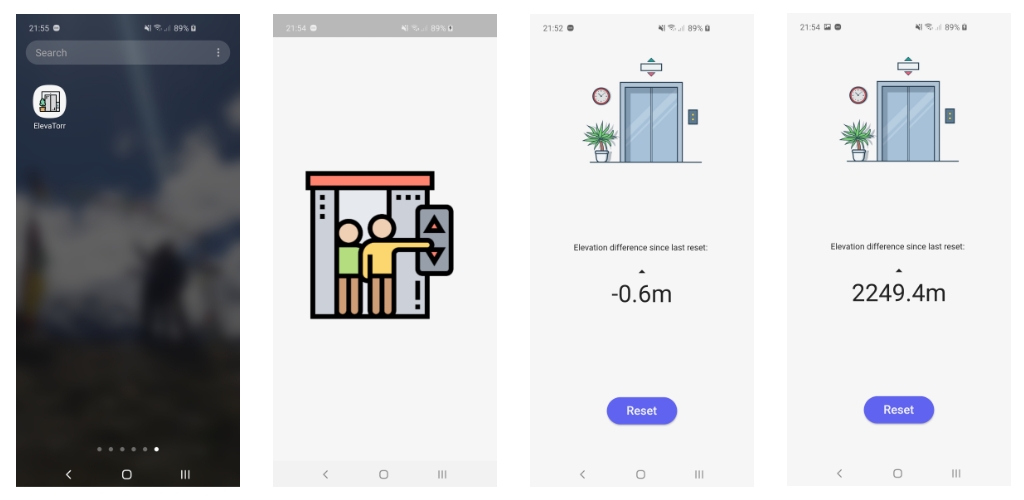 21:55 89%
Search
ElevaTorr
21:54 89%
21:52 89%
Elevation difference since last reset:
-0.6m
Reset
21:54 89%
Elevation difference since last reset:
2249.4m
Reset